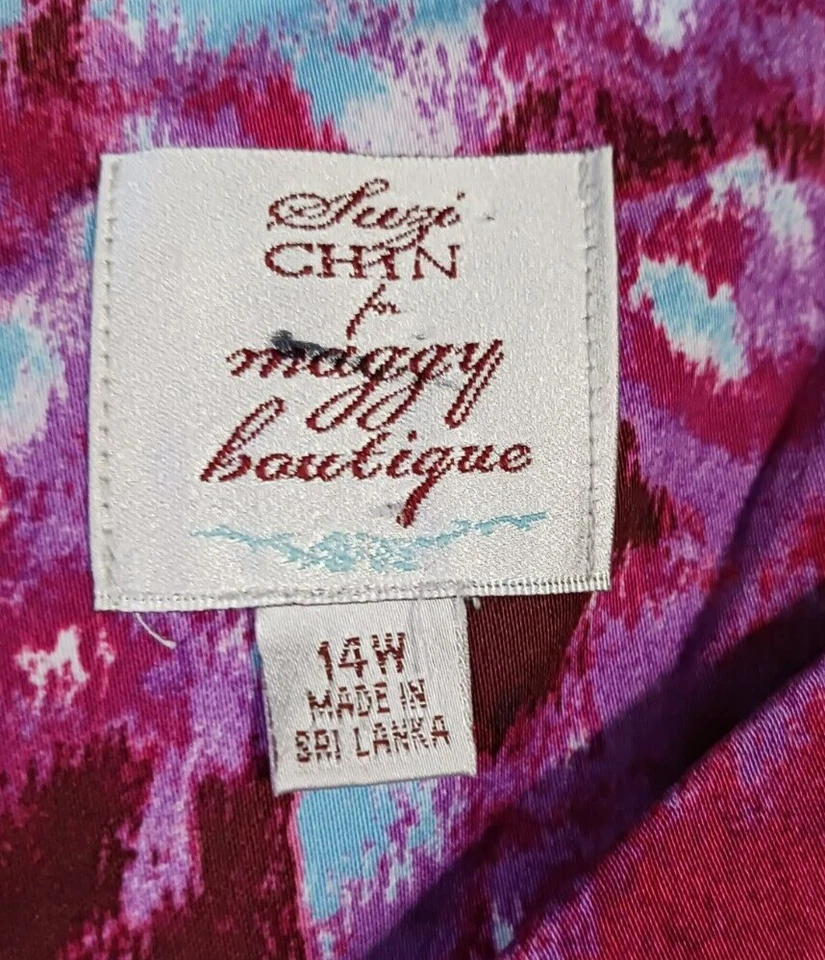 Suzi
CHIN
for
maggy
boutique
14W
MADE IN
SRI LANKA